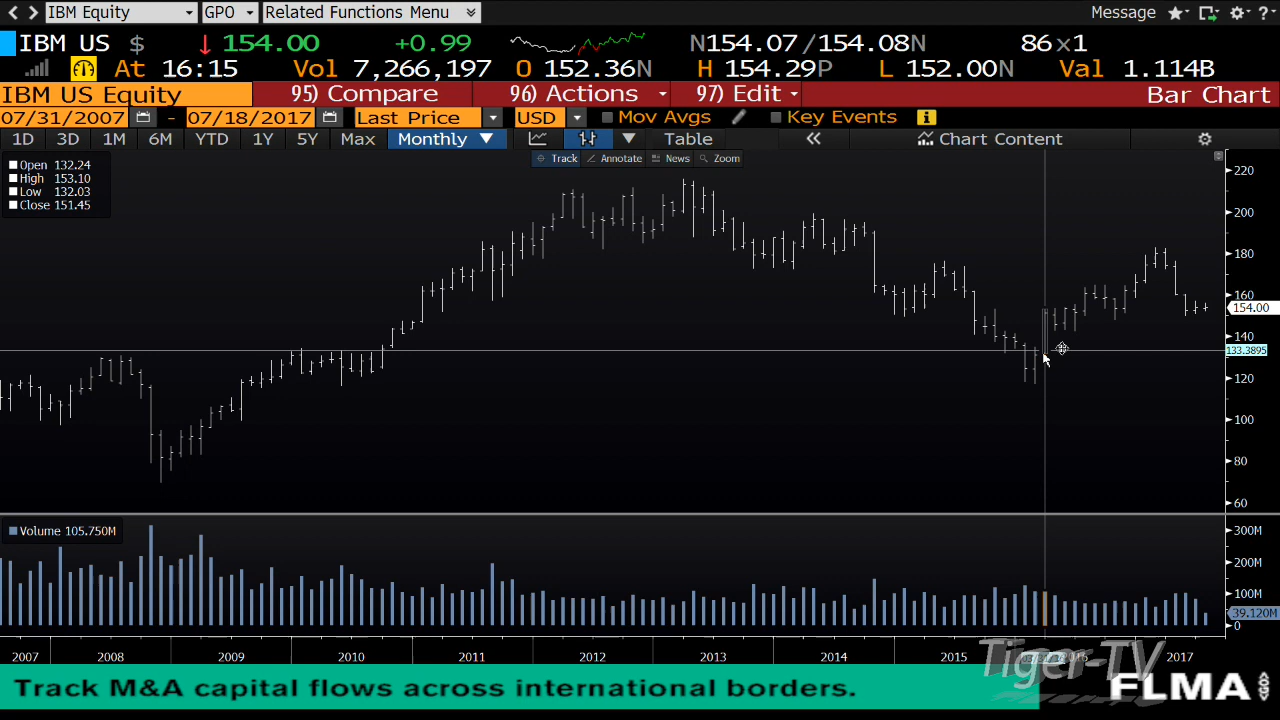 IBM Equity GPO Related Functions Menu Message
IBM US $ 154.00 +0.99 N154.07/154.08N 86x1
At 16:15 Vol 7,266,197 O 152.36N H 154.29P L 152.00N Val 1.114B
IBM US Equity 95) Compare 96) Actions 97) Edit Bar Chart
07/31/2007 - 07/18/2017 Last Price USD Mov Avgs Key Events
1D 3D 1M 6M YTD 1Y 5Y Max Monthly Table Chart Content
Track Annotate News Zoom
Open 132.24
High 153.10
Low 132.03
Close 151.45
220
200
180
160
154.00
140
133.3895
120
100
80
60
Volume 105.750M
300M
200M
100M
39.120M
0
2007 2008 2009 2010 2011 2012 2013 2014 2015 2016 2017
Tiger-TV
Track M&A capital flows across international borders.
FLMA <GO>